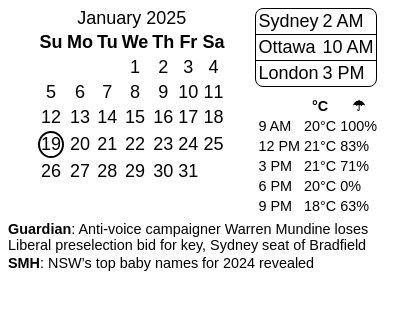 January 2025
Su Mo Tu We Th Fr Sa
1 2 3 4
5 6 7 8 9 10 11
12 13 14 15 16 17 18
19 20 21 22 23 24 25
26 27 28 29 30 31
Sydney 2 AM
Ottawa 10 AM
London 3 PM
°C ☂
9 AM 20°C 100%
12 PM 21°C 83%
3 PM 21°C 71%
6 PM 20°C 0%
9 PM 18°C 63%
Guardian: Anti-voice campaigner Warren Mundine loses
Liberal preselection bid for key, Sydney seat of Bradfield
SMH: NSW's top baby names for 2024 revealed